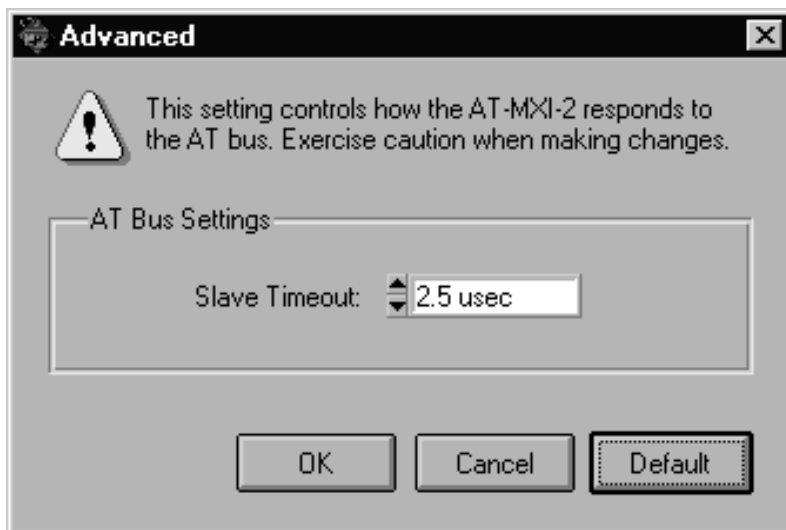 Advanced
This setting controls how the AT-MXI-2 responds to
the AT bus. Exercise caution when making changes.
AT Bus Settings
Slave Timeout: 2.5 usec
OK Cancel Default